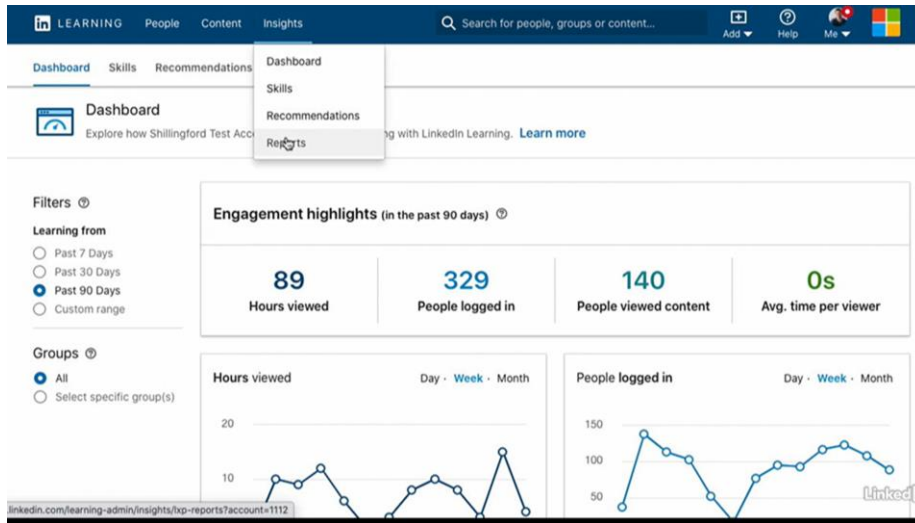 in LEARNING People Content Insights Search for people, groups or content... Add Help Me
Dashboard Skills Recommendations
Dashboard
Skills
Recommendations
Reports
Dashboard
Explore how Shillingford Test Acc ng with LinkedIn Learning. Learn more
Filters
Learning from
Past 7 Days
Past 30 Days
Past 90 Days
Custom range
Groups
All
Select specific group(s)
Engagement highlights (in the past 90 days)
89 329 140 0s
Hours viewed People logged in People viewed content Avg. time per viewer
Hours viewed Day · Week · Month
20
10
People logged in Day · Week · Month
150
100
50
Linked
.linkedin.com/learning-admin/insights/lxp-reports?account=1112